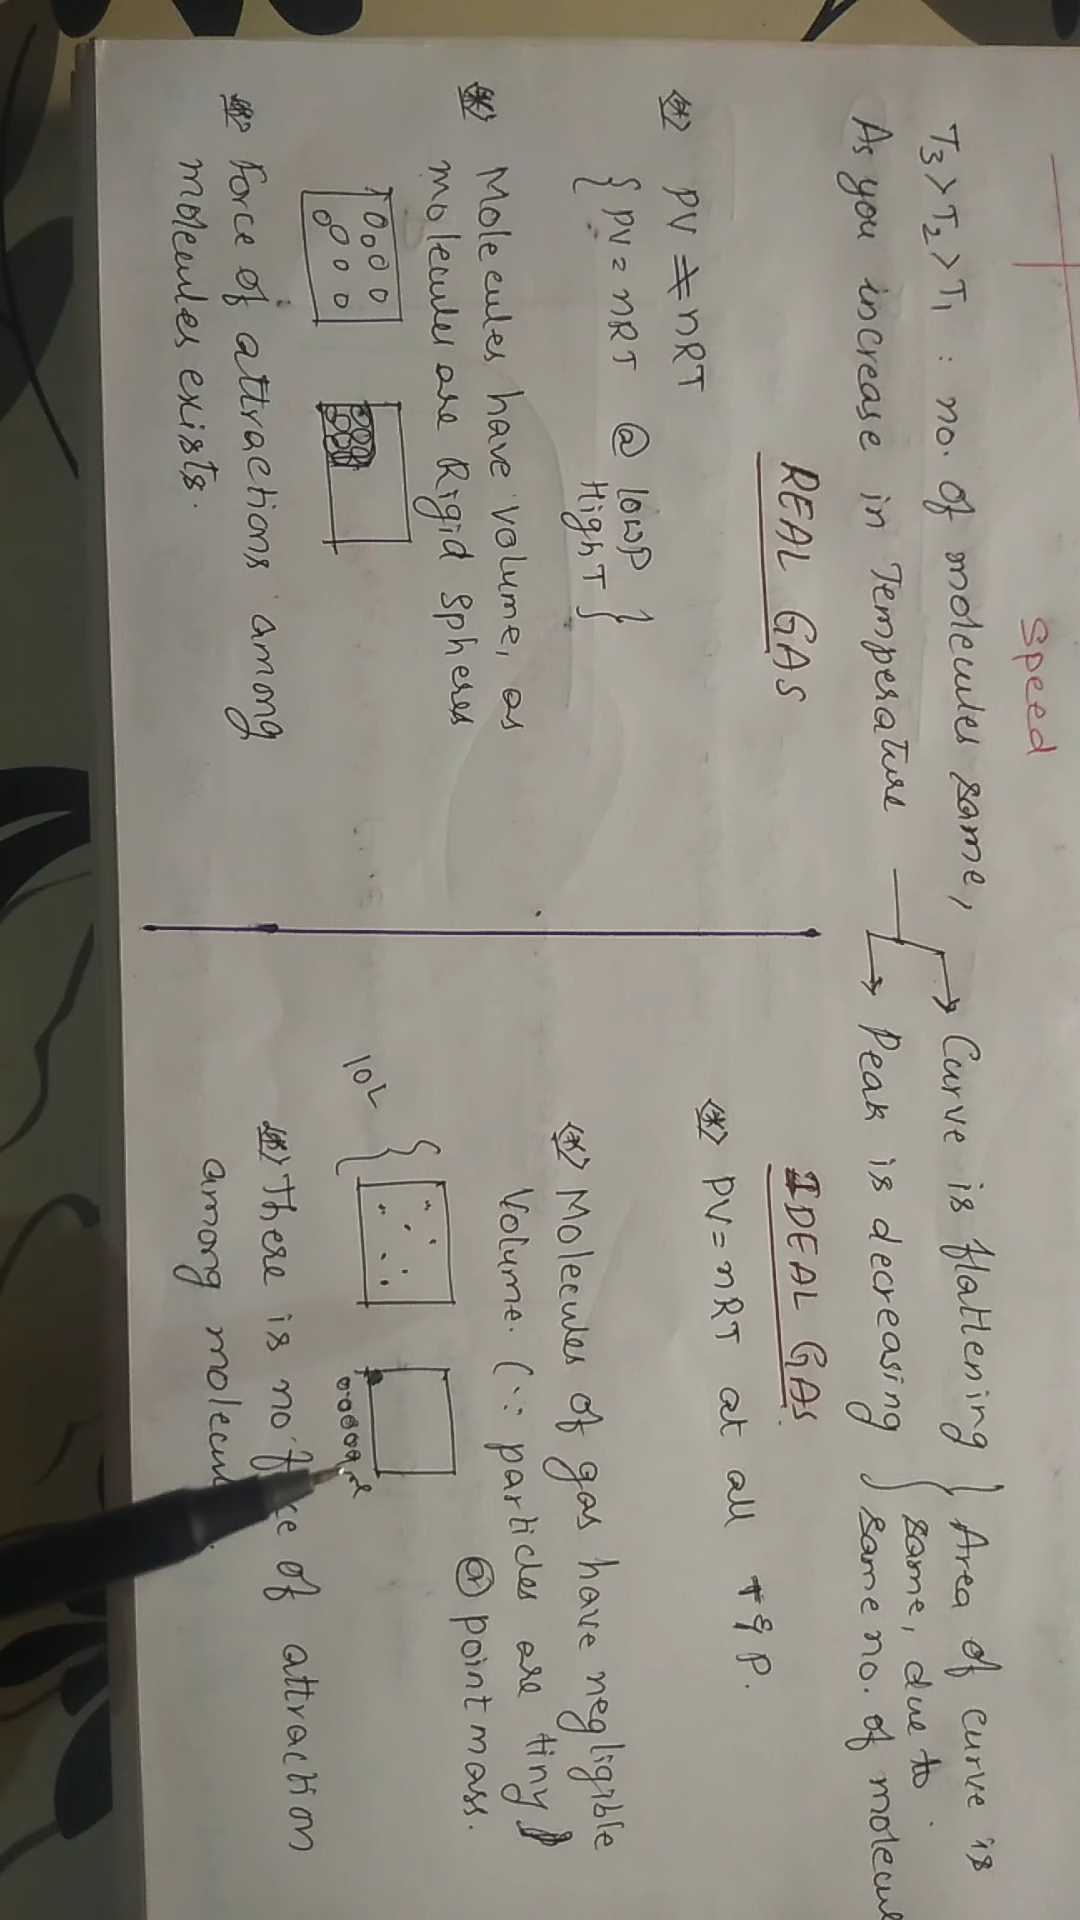 Speed
T3 > T2 > T1 : no. of molecules same,
As you increase in Temperature
→ Curve is flattening
→ Peak is decreasing
} Area of curve is
same, due to
same no. of molecul
REAL GAS
PV ≠ nRT
{ PV = nRT @ low P
High T }
Molecules have volume, as
molecules are Rigid Spheres
Force of attractions among
molecules exists.
IDEAL GAS
PV = nRT at all T & P.
Molecules of gas have negligible
Volume. (∵ particles are tiny
or point mass.
10L
There is no of attraction
among